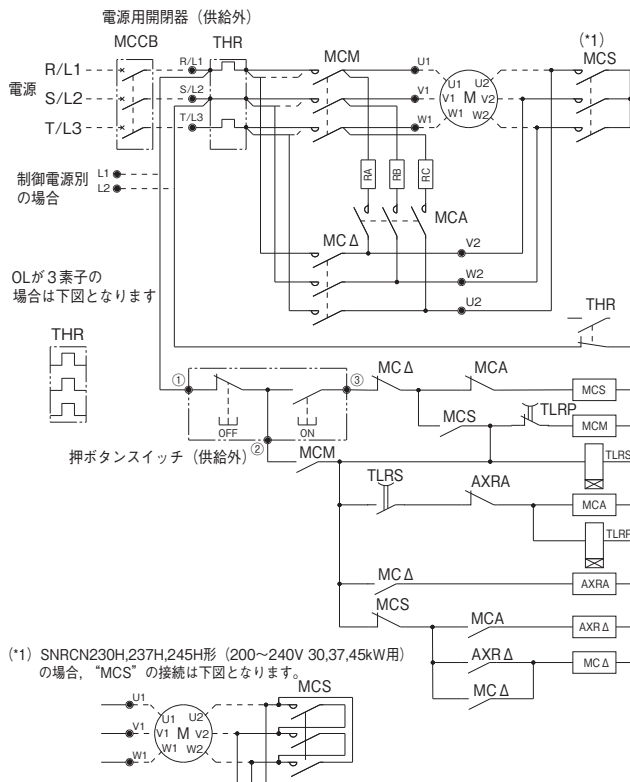 電源用開閉器（供給外）
MCCB
R/L1
THR
MCM
U1
(*1)
MCS
R/L1
電源
S/L2
S/L2
T/L3
T/L3
V1
W1
U1 U2
V1 M V2
W1 W2
制御電源別
の場合
L1
L2
RA
RB
RC
MCA
MCΔ
V2
W2
U2
OLが3素子の
場合は下図となります
THR
THR
①
OFF
ON
②
③
MCΔ
MCA
MCS
MCS
TLRP
MCM
押ボタンスイッチ（供給外）
MCM
TLRS
TLRS
AXRA
MCA
TLRP
MCΔ
AXRA
MCS
MCA
AXRΔ
AXRΔ
MCΔ
MCΔ
(*1) SNRCN230H,237H,245H形（200～240V 30,37,45kW用）
の場合，“MCS”の接続は下図となります。
MCS
U1
V1
W1
U1 U2
V1 M V2
W1 W2